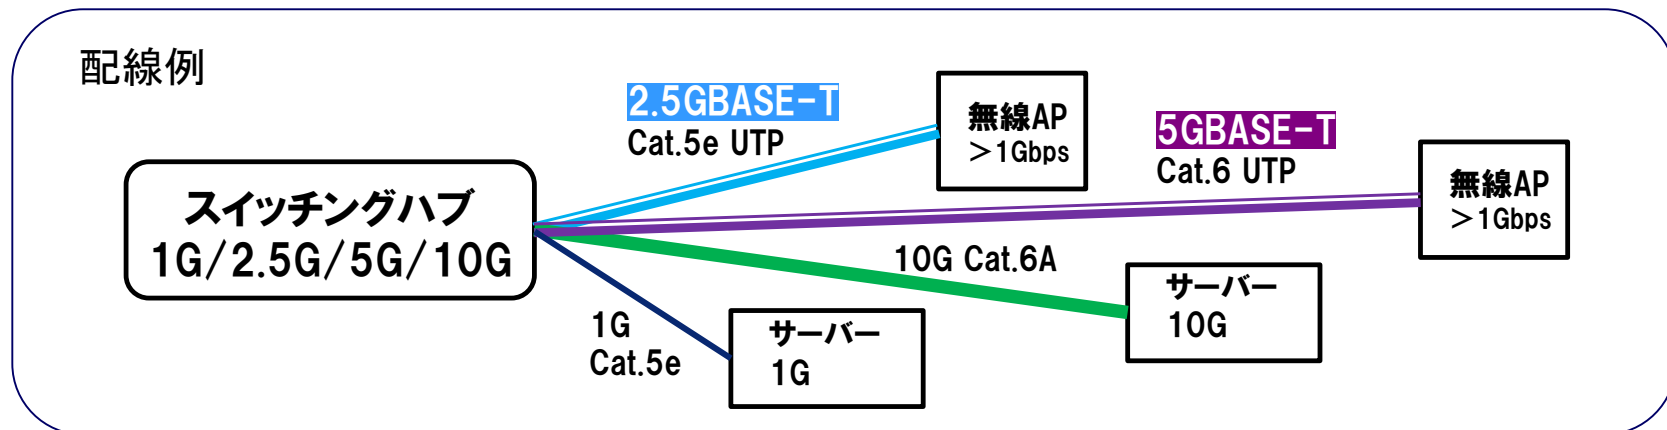 配線例
2.5GBASE-T
Cat.5e UTP
無線AP
＞1Gbps
5GBASE-T
Cat.6 UTP
無線AP
＞1Gbps
スイッチングハブ
1G/2.5G/5G/10G
10G Cat.6A
サーバー
10G
1G
Cat.5e
サーバー
1G